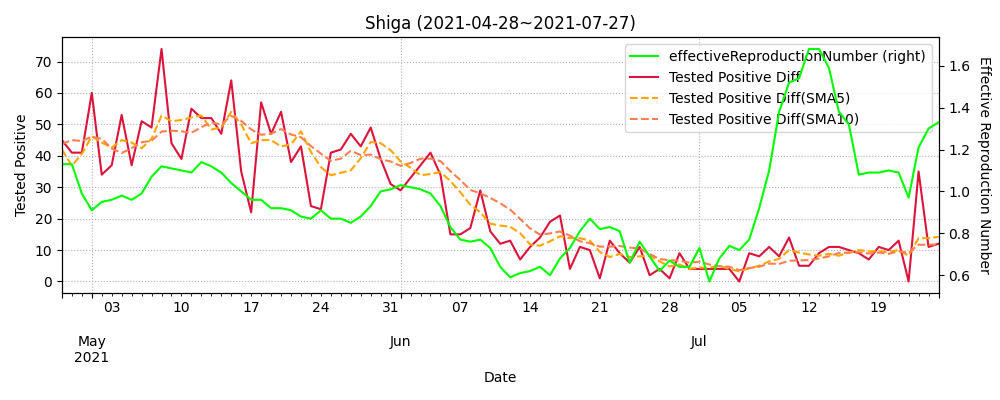 Shiga (2021-04-28~2021-07-27)
effectiveReproductionNumber (right)
Tested Positive Diff
Tested Positive Diff(SMA5)
Tested Positive Diff(SMA10)
Tested Positive
70
60
50
40
30
20
10
0
1.6
1.4
1.2
1.0
0.8
0.6
Effective Reproduction Number
03 10 17 24 31 07 14 21 28 05 12 19
May Jun Jul
2021
Date